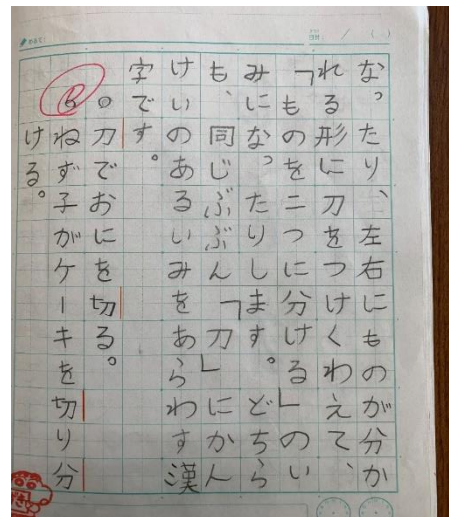 なったり、左右にものが分か
れる形に刀をつけくわえて、
「ものを二つに分ける」のい
みになったりします。どちら
も、同じぶぶん「刀」にかん
けいのあるいみをあらわす漢
字です。
○刀でおにを切る。
ねずこがケーキを切り分
ける。